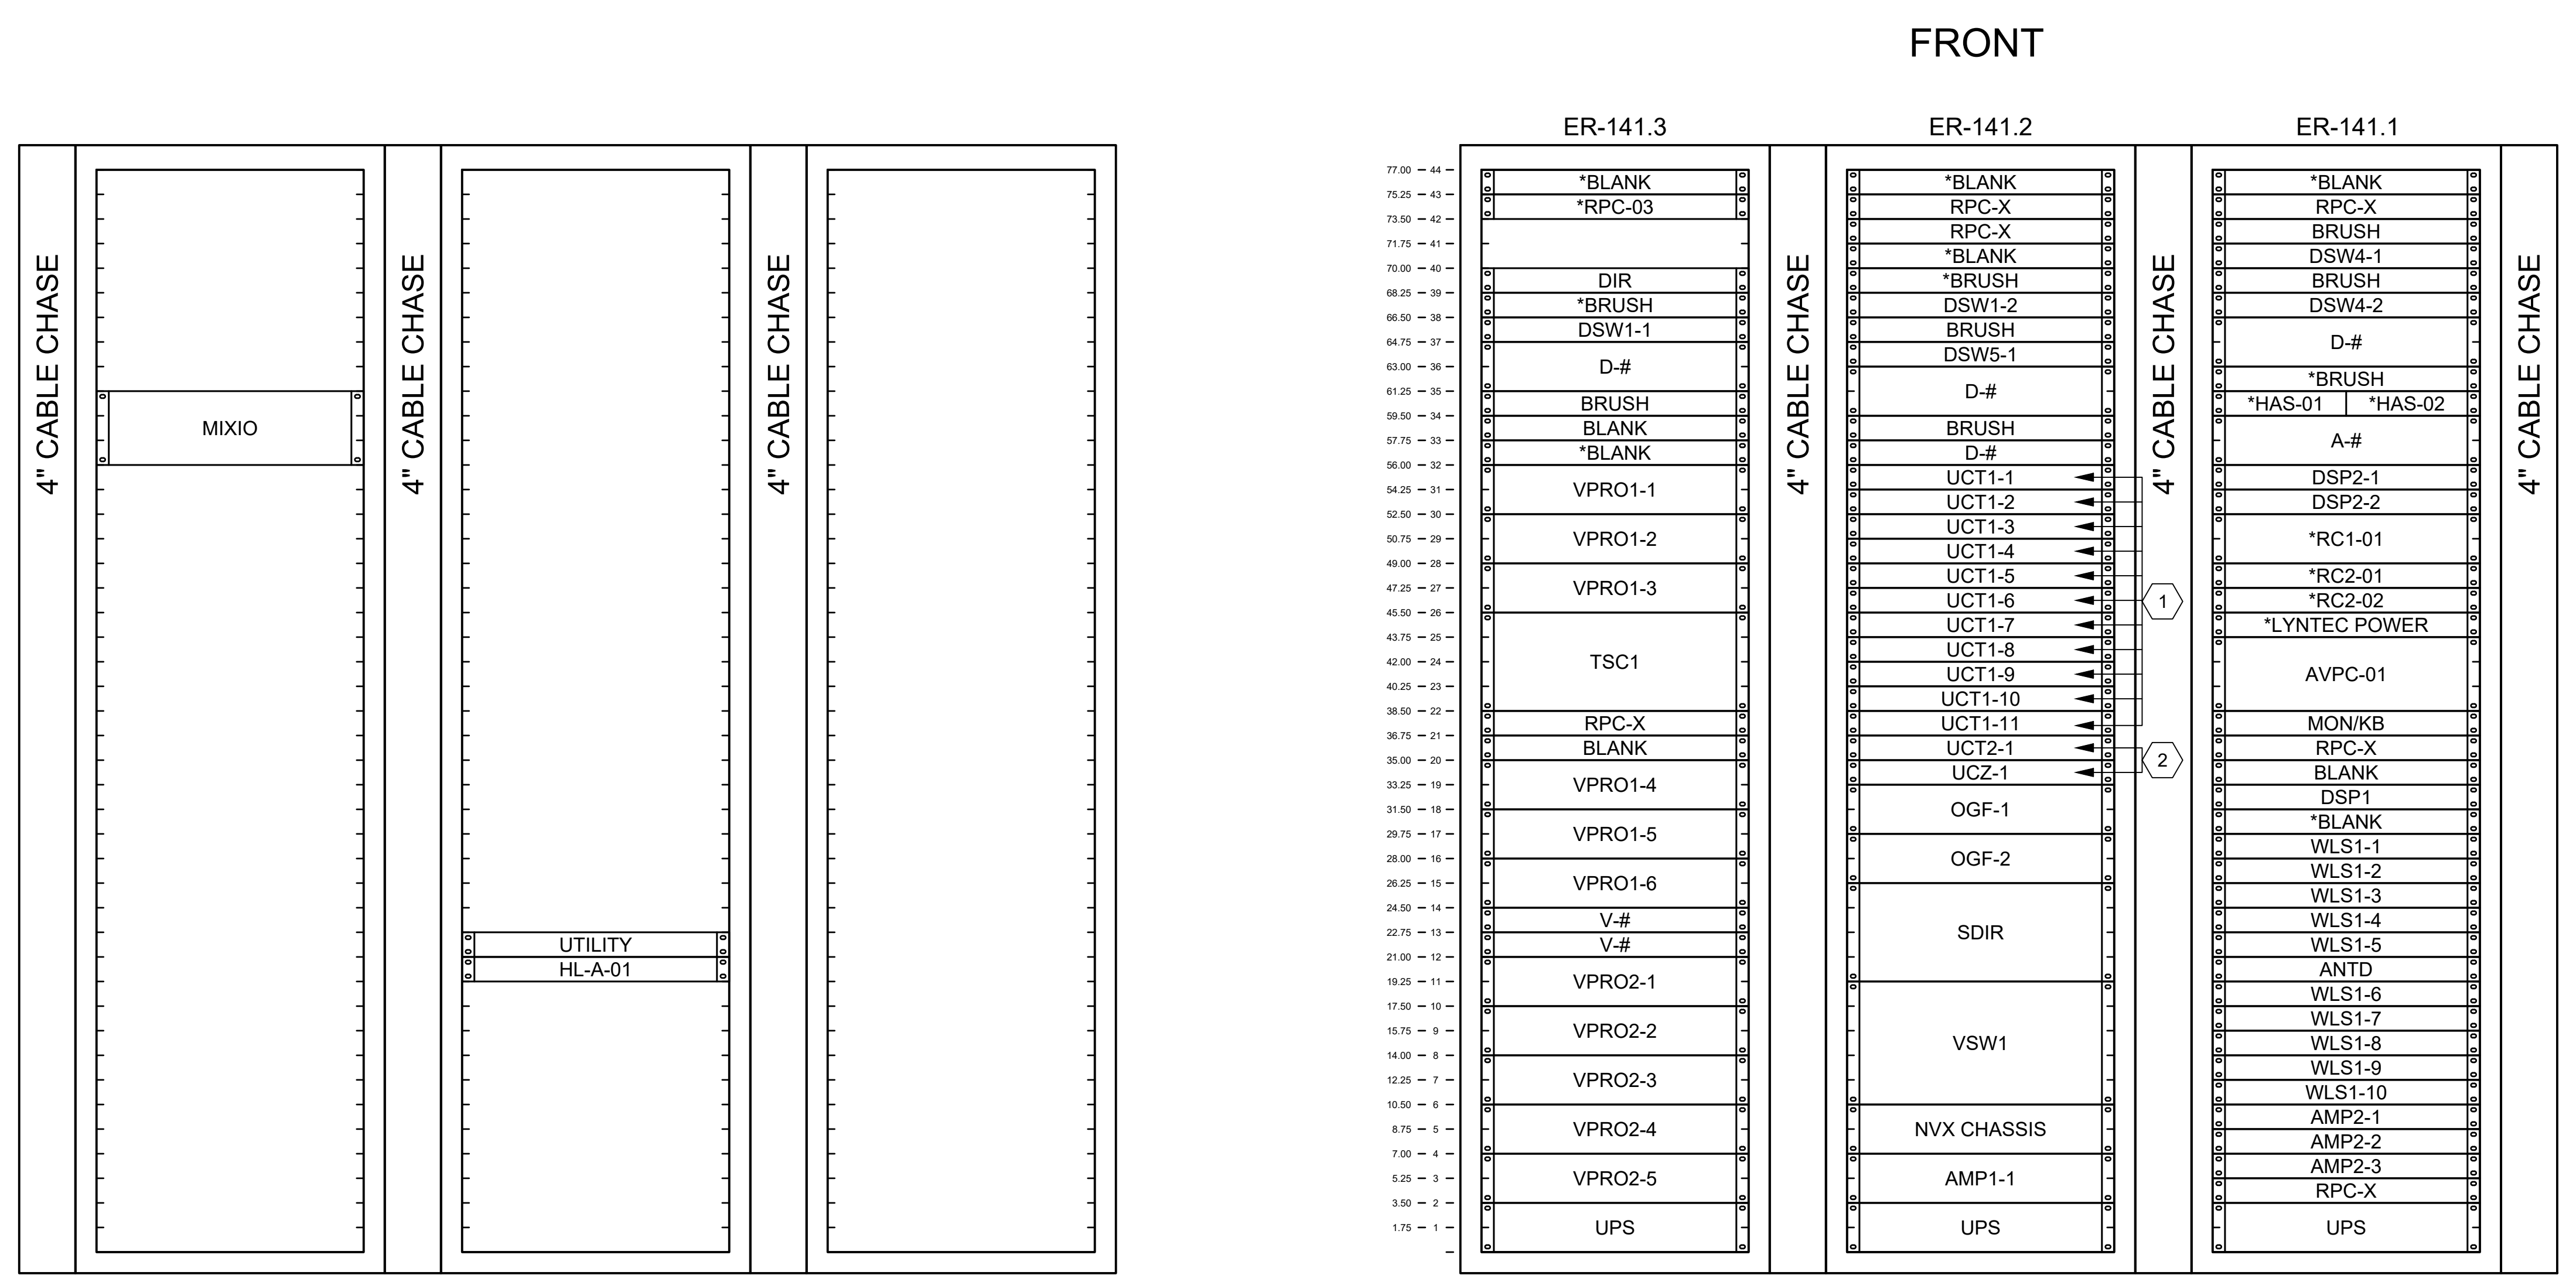 FRONT
4" CABLE CHASE
MIXIO
4" CABLE CHASE
UTILITY
HL-A-01
4" CABLE CHASE
77.00 44
75.25 43
73.50 42
71.75 41
70.00 40
68.25 39
66.50 38
64.75 37
63.00 36
61.25 35
59.50 34
57.75 33
56.00 32
54.25 31
52.50 30
50.75 29
49.00 28
47.25 27
45.50 26
43.75 25
42.00 24
40.25 23
38.50 22
36.75 21
35.00 20
33.25 19
31.50 18
29.75 17
28.00 16
26.25 15
24.50 14
22.75 13
21.00 12
19.25 11
17.50 10
15.75 9
14.00 8
12.25 7
10.50 6
8.75 5
7.00 4
5.25 3
3.50 2
1.75 1
ER-141.3
*BLANK
*RPC-03
DIR
*BRUSH
DSW1-1
D-#
BRUSH
BLANK
*BLANK
VPRO1-1
VPRO1-2
VPRO1-3
TSC1
RPC-X
BLANK
VPRO1-4
VPRO1-5
VPRO1-6
V-#
V-#
VPRO2-1
VPRO2-2
VPRO2-3
VPRO2-4
VPRO2-5
UPS
4" CABLE CHASE
ER-141.2
*BLANK
RPC-X
RPC-X
*BLANK
*BRUSH
DSW1-2
BRUSH
DSW5-1
D-#
BRUSH
D-#
UCT1-1
UCT1-2
UCT1-3
UCT1-4
UCT1-5
UCT1-6
UCT1-7
UCT1-8
UCT1-9
UCT1-10
UCT1-11
UCT2-1
UCZ-1
OGF-1
OGF-2
SDIR
VSW1
NVX CHASSIS
AMP1-1
UPS
4" CABLE CHASE
1
2
ER-141.1
*BLANK
RPC-X
BRUSH
DSW4-1
BRUSH
DSW4-2
D-#
*BRUSH
*HAS-01 *HAS-02
A-#
DSP2-1
DSP2-2
*RC1-01
*RC2-01
*RC2-02
*LYNTEC POWER
AVPC-01
MON/KB
RPC-X
BLANK
DSP1
*BLANK
WLS1-1
WLS1-2
WLS1-3
WLS1-4
WLS1-5
ANTD
WLS1-6
WLS1-7
WLS1-8
WLS1-9
WLS1-10
AMP2-1
AMP2-2
AMP2-3
RPC-X
UPS
4" CABLE CHASE